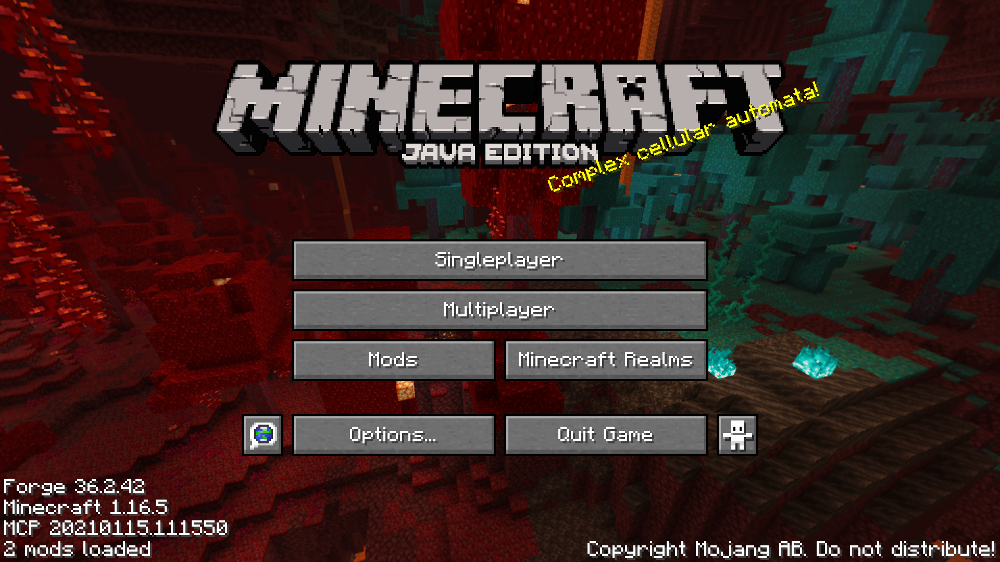 MINECRAFT
JAVA EDITION
Complex cellular automata!
Singleplayer
Multiplayer
Mods
Minecraft Realms
Options...
Quit Game
Forge 36.2.42
Minecraft 1.16.5
MCP 20210115.111550
2 mods loaded
Copyright Mojang AB. Do not distribute!